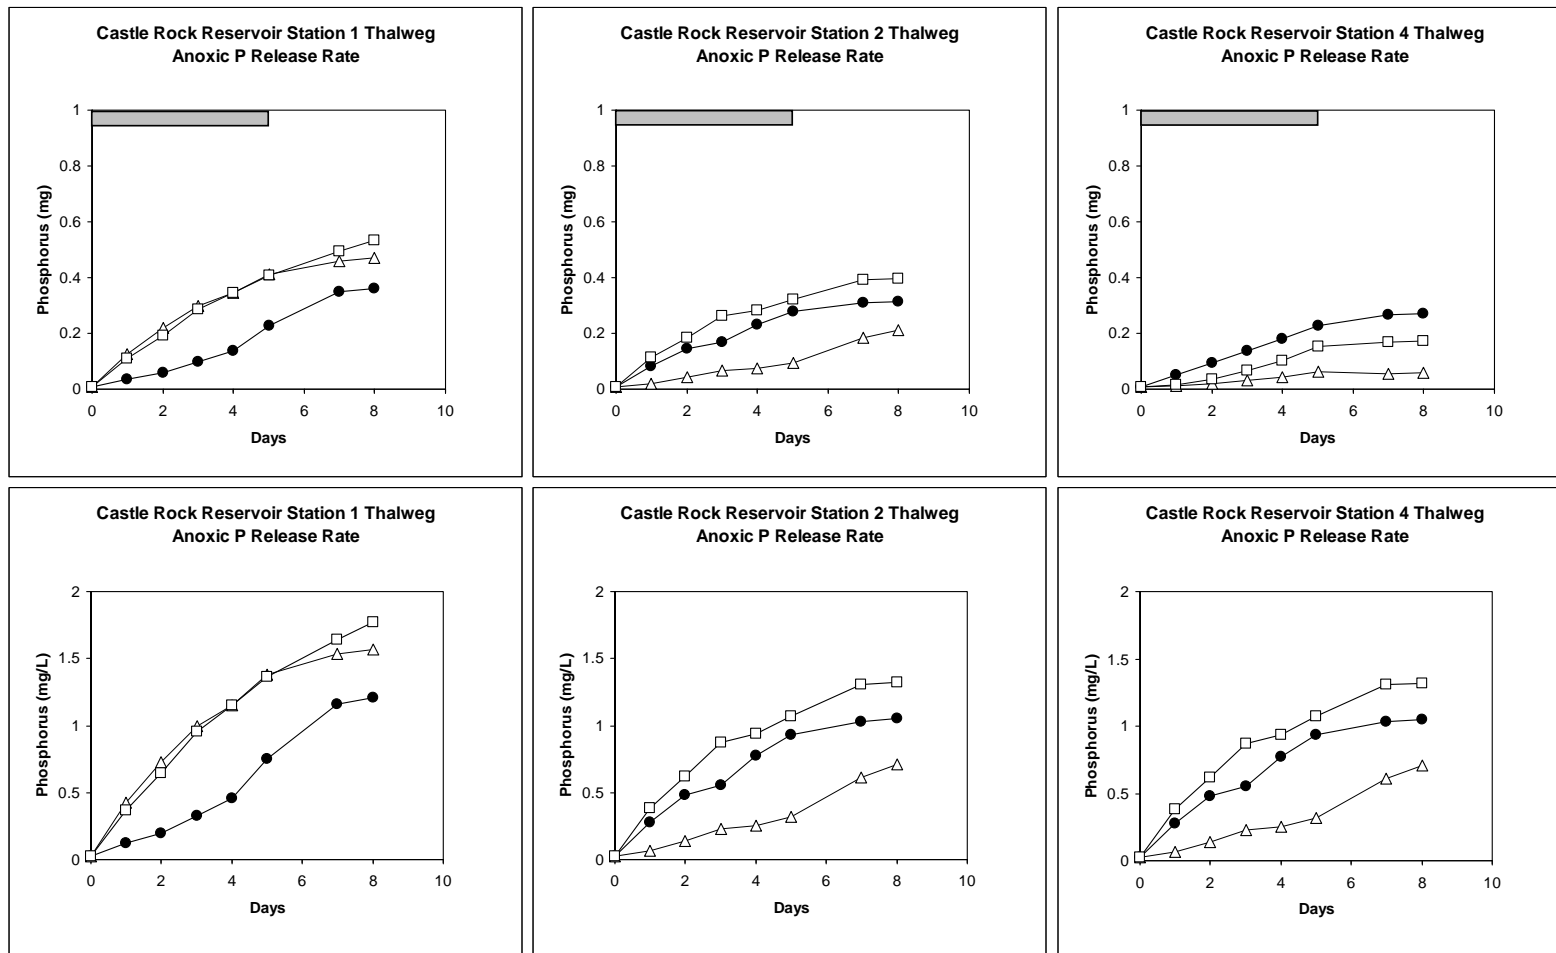 Castle Rock Reservoir Station 1 Thalweg
Anoxic P Release Rate
1
0.8
0.6
0.4
0.2
0
Phosphorus (mg)
0 2 4 6 8 10
Days
Castle Rock Reservoir Station 2 Thalweg
Anoxic P Release Rate
1
0.8
0.6
0.4
0.2
0
Phosphorus (mg)
0 2 4 6 8 10
Days
Castle Rock Reservoir Station 4 Thalweg
Anoxic P Release Rate
1
0.8
0.6
0.4
0.2
0
Phosphorus (mg)
0 2 4 6 8 10
Days
Castle Rock Reservoir Station 1 Thalweg
Anoxic P Release Rate
2
1.5
1
0.5
0
Phosphorus (mg/L)
0 2 4 6 8 10
Days
Castle Rock Reservoir Station 2 Thalweg
Anoxic P Release Rate
2
1.5
1
0.5
0
Phosphorus (mg/L)
0 2 4 6 8 10
Days
Castle Rock Reservoir Station 4 Thalweg
Anoxic P Release Rate
2
1.5
1
0.5
0
Phosphorus (mg/L)
0 2 4 6 8 10
Days